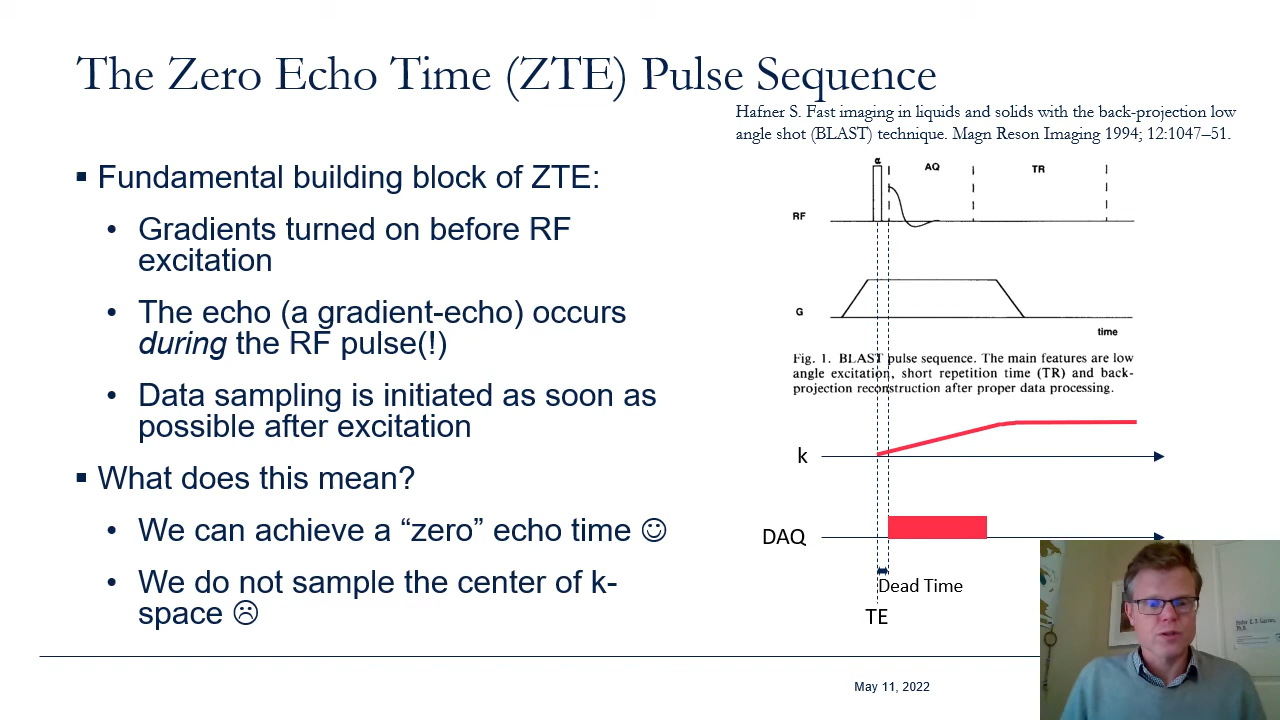 The Zero Echo Time (ZTE) Pulse Sequence
Hafner S. Fast imaging in liquids and solids with the back-projection low
angle shot (BLAST) technique. Magn Reson Imaging 1994; 12:1047–51.
▪ Fundamental building block of ZTE:
• Gradients turned on before RF
excitation
• The echo (a gradient-echo) occurs
during the RF pulse(!)
• Data sampling is initiated as soon as
possible after excitation
▪ What does this mean?
• We can achieve a “zero” echo time ☺
• We do not sample the center of k-
space ☹
α
AQ
TR
RF
G
time
Fig. 1. BLAST pulse sequence. The main features are low
angle excitation, short repetition time (TR) and back-
projection reconstruction after proper data processing.
k
DAQ
Dead Time
TE
May 11, 2022